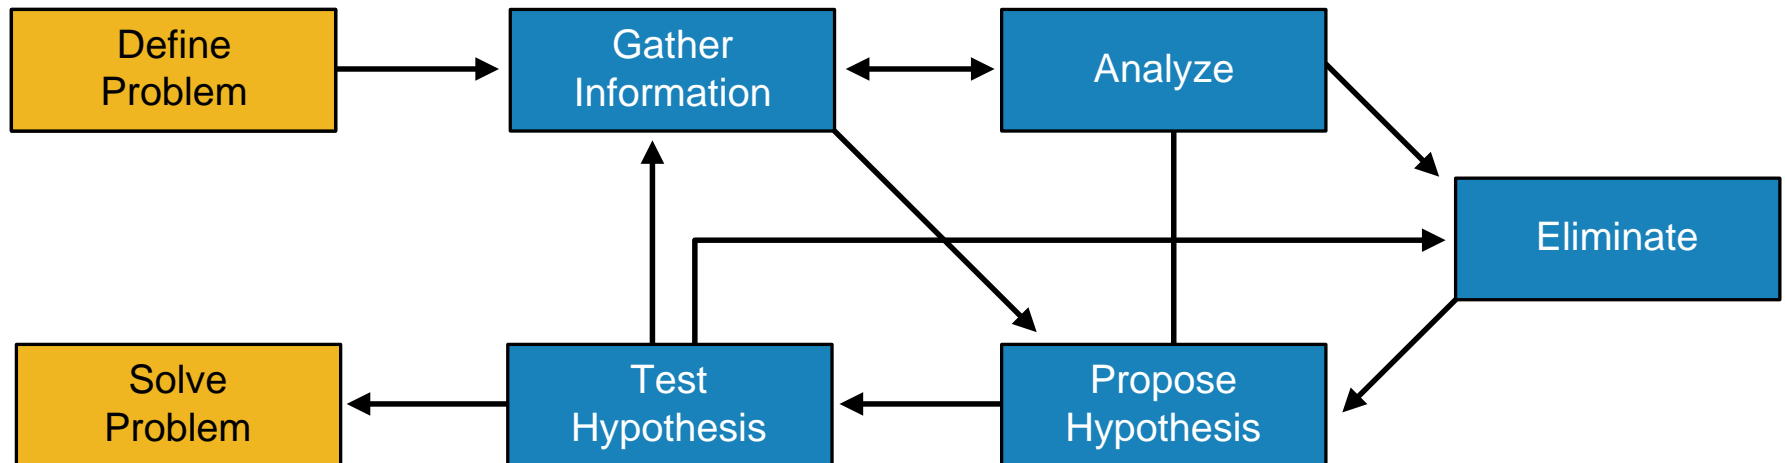 Define
Problem
Gather
Information
Analyze
Eliminate
Solve
Problem
Test
Hypothesis
Propose
Hypothesis